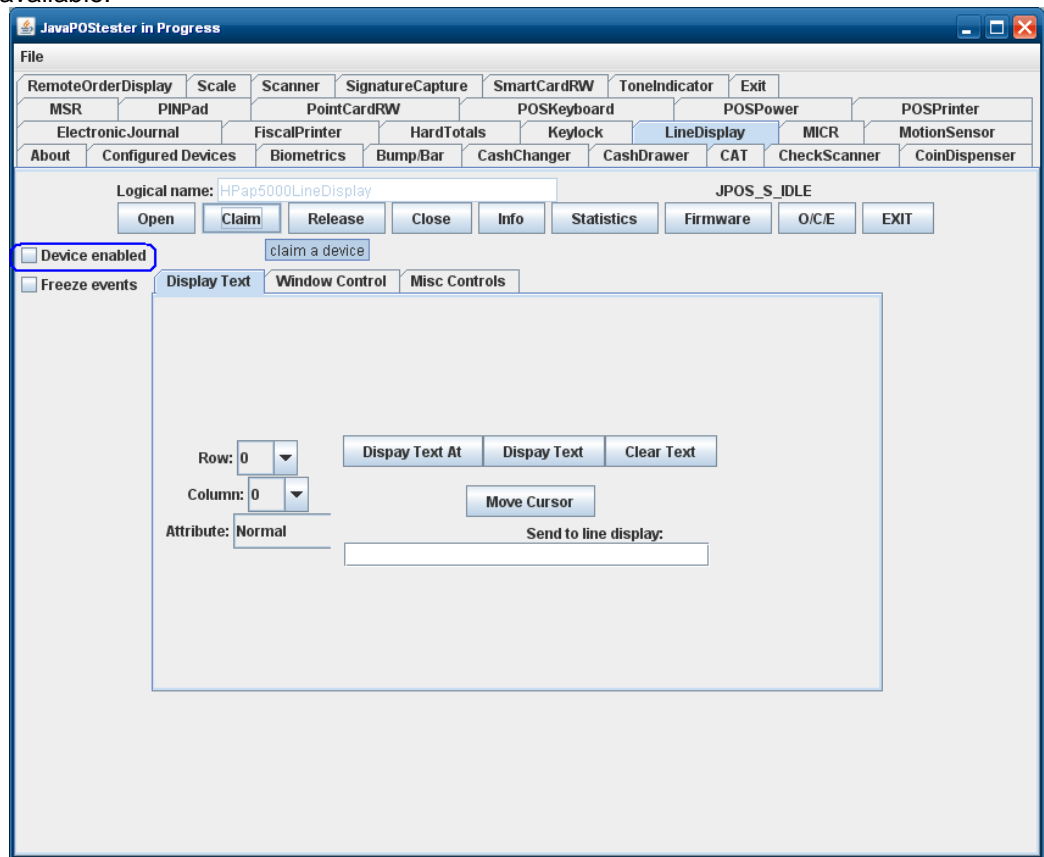 available.
JavaPOStester in Progress
File
RemoteOrderDisplay Scale Scanner SignatureCapture SmartCardRW ToneIndicator Exit
MSR PINPad PointCardRW POSKeyboard POSPower POSPrinter
ElectronicJournal FiscalPrinter HardTotals Keylock LineDisplay MICR MotionSensor
About Configured Devices Biometrics Bump/Bar CashChanger CashDrawer CAT CheckScanner CoinDispenser
Logical name: HPap5000LineDisplay JPOS_S_IDLE
Open Claim Release Close Info Statistics Firmware O/C/E EXIT
Device enabled claim a device
Freeze events Display Text Window Control Misc Controls
Row: 0 Dispay Text At Dispay Text Clear Text
Column: 0 Move Cursor
Attribute: Normal Send to line display: